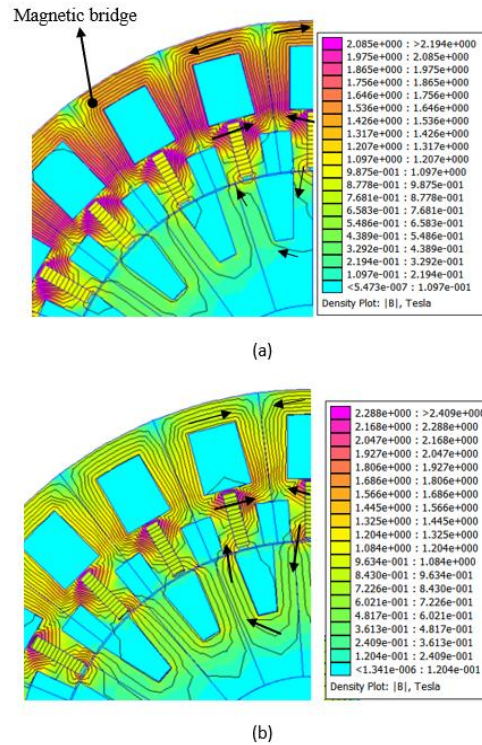 Magnetic bridge
2.085e+000 : >2.194e+000
1.975e+000 : 2.085e+000
1.865e+000 : 1.975e+000
1.756e+000 : 1.865e+000
1.646e+000 : 1.756e+000
1.536e+000 : 1.646e+000
1.426e+000 : 1.536e+000
1.317e+000 : 1.426e+000
1.207e+000 : 1.317e+000
1.097e+000 : 1.207e+000
9.875e-001 : 1.097e+000
8.778e-001 : 9.875e-001
7.681e-001 : 8.778e-001
6.583e-001 : 7.681e-001
5.486e-001 : 6.583e-001
4.389e-001 : 5.486e-001
3.292e-001 : 4.389e-001
2.194e-001 : 3.292e-001
1.097e-001 : 2.194e-001
<5.473e-007 : 1.097e-001
Density Plot: |B|, Tesla
(a)
2.288e+000 : >2.409e+000
2.168e+000 : 2.288e+000
2.047e+000 : 2.168e+000
1.927e+000 : 2.047e+000
1.806e+000 : 1.927e+000
1.686e+000 : 1.806e+000
1.566e+000 : 1.686e+000
1.445e+000 : 1.566e+000
1.325e+000 : 1.445e+000
1.204e+000 : 1.325e+000
1.084e+000 : 1.204e+000
9.634e-001 : 1.084e+000
8.430e-001 : 9.634e-001
7.226e-001 : 8.430e-001
6.021e-001 : 7.226e-001
4.817e-001 : 6.021e-001
3.613e-001 : 4.817e-001
2.409e-001 : 3.613e-001
1.204e-001 : 2.409e-001
<1.341e-006 : 1.204e-001
Density Plot: |B|, Tesla
(b)